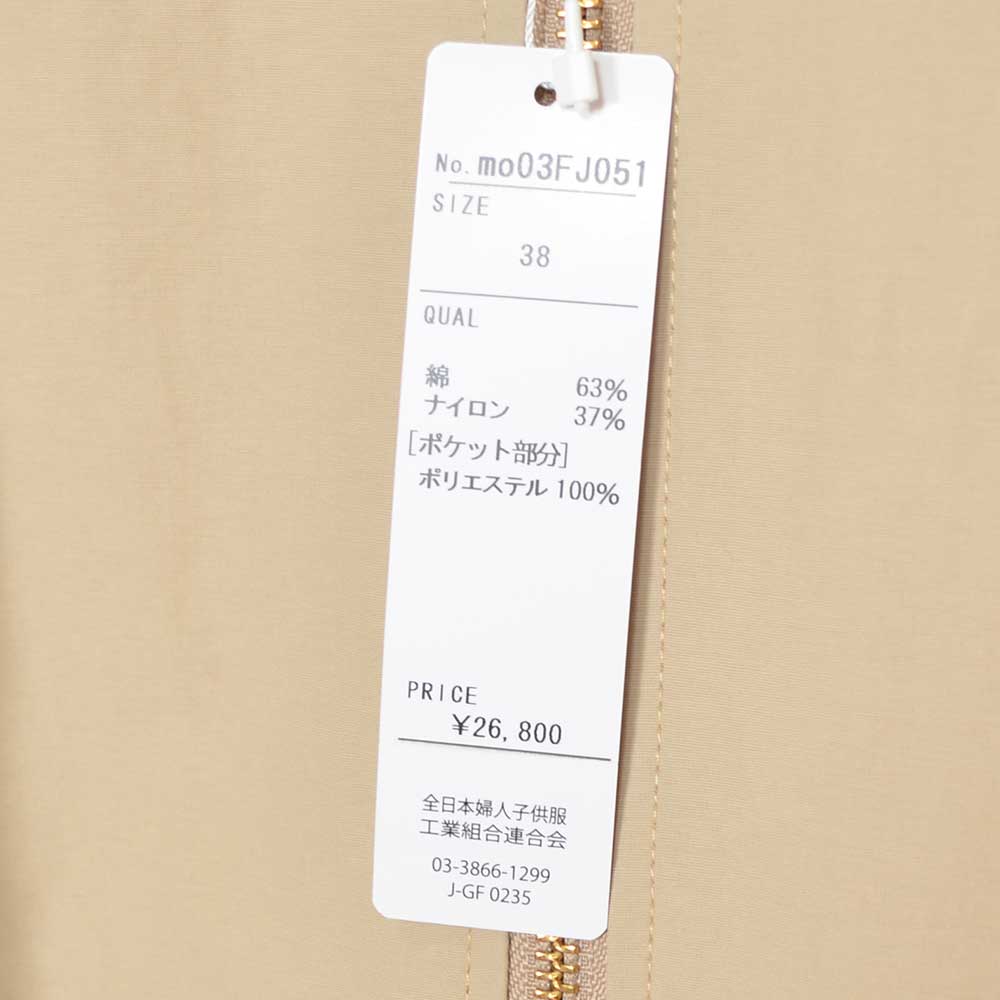 No. mo03FJ051
SIZE
38
QUAL
綿 63%
ナイロン 37%
[ポケット部分]
ポリエステル 100%
PRICE
¥26,800
全日本婦人子供服
工業組合連合会
03-3866-1299
J-GF 0235